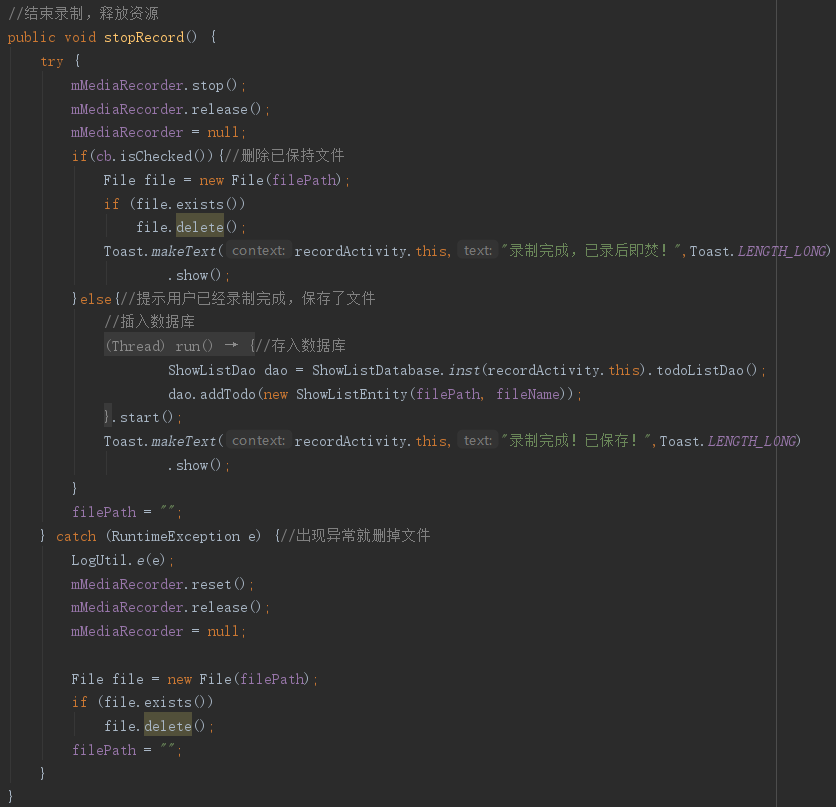 //结束录制，释放资源
public void stopRecord() {
    try {
        mMediaRecorder.stop();
        mMediaRecorder.release();
        mMediaRecorder = null;
        if(cb.isChecked()){//删除已保持文件
            File file = new File(filePath);
            if (file.exists())
                file.delete();
            Toast.makeText( context: recordActivity.this, text: "录制完成，已录后即焚！",Toast.LENGTH_LONG)
                    .show();
        }else{//提示用户已经录制完成，保存了文件
            //插入数据库
            (Thread) run() → {//存入数据库
                    ShowListDao dao = ShowListDatabase.inst(recordActivity.this).todoListDao();
                    dao.addTodo(new ShowListEntity(filePath, fileName));
            }.start();
            Toast.makeText( context: recordActivity.this, text: "录制完成！已保存！",Toast.LENGTH_LONG)
                    .show();
        }
        filePath = "";
    } catch (RuntimeException e) {//出现异常就删掉文件
        LogUtil.e(e);
        mMediaRecorder.reset();
        mMediaRecorder.release();
        mMediaRecorder = null;

        File file = new File(filePath);
        if (file.exists())
            file.delete();
        filePath = "";
    }
}